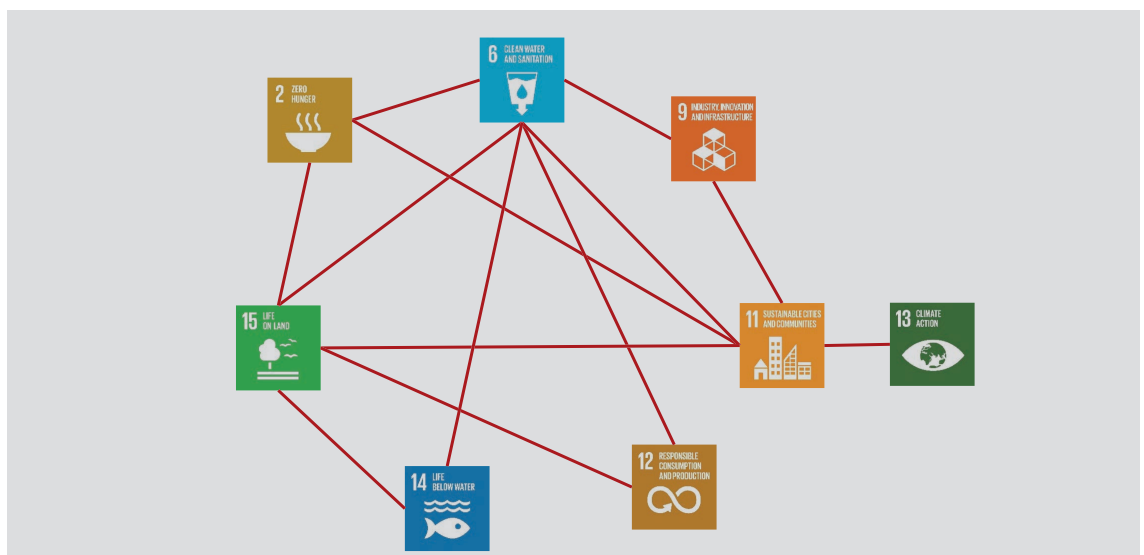 6 CLEAN WATER
AND SANITATION
2 ZERO
HUNGER
9 INDUSTRY, INNOVATION
AND INFRASTRUCTURE
15 LIFE
ON LAND
11 SUSTAINABLE CITIES
AND COMMUNITIES
13 CLIMATE
ACTION
14 LIFE
BELOW WATER
12 RESPONSIBLE
CONSUMPTION
AND PRODUCTION